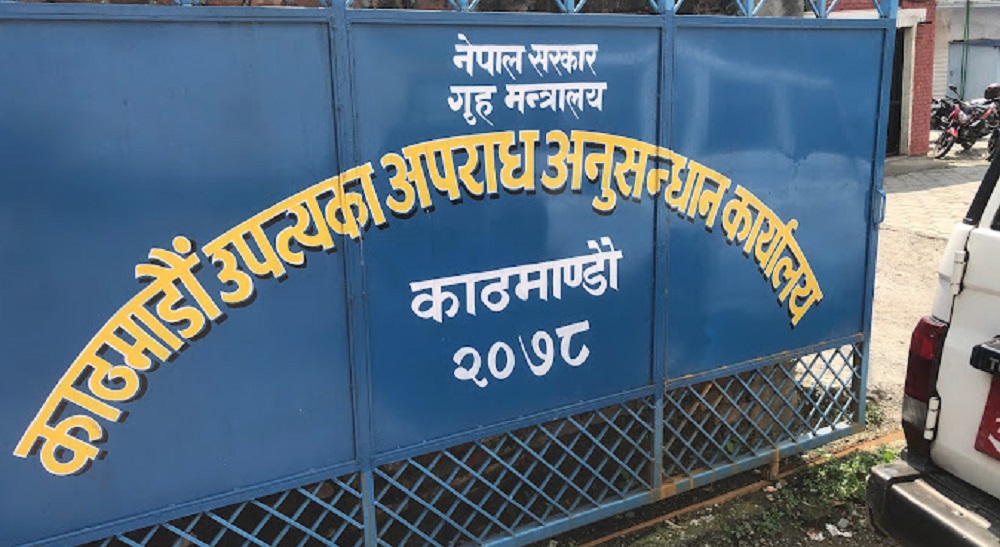 नेपाल सरकार
गृह मन्त्रालय
काठमाडौं उपत्यका अपराध अनुसन्धान कार्यालय
काठमाण्डौ
२०७८